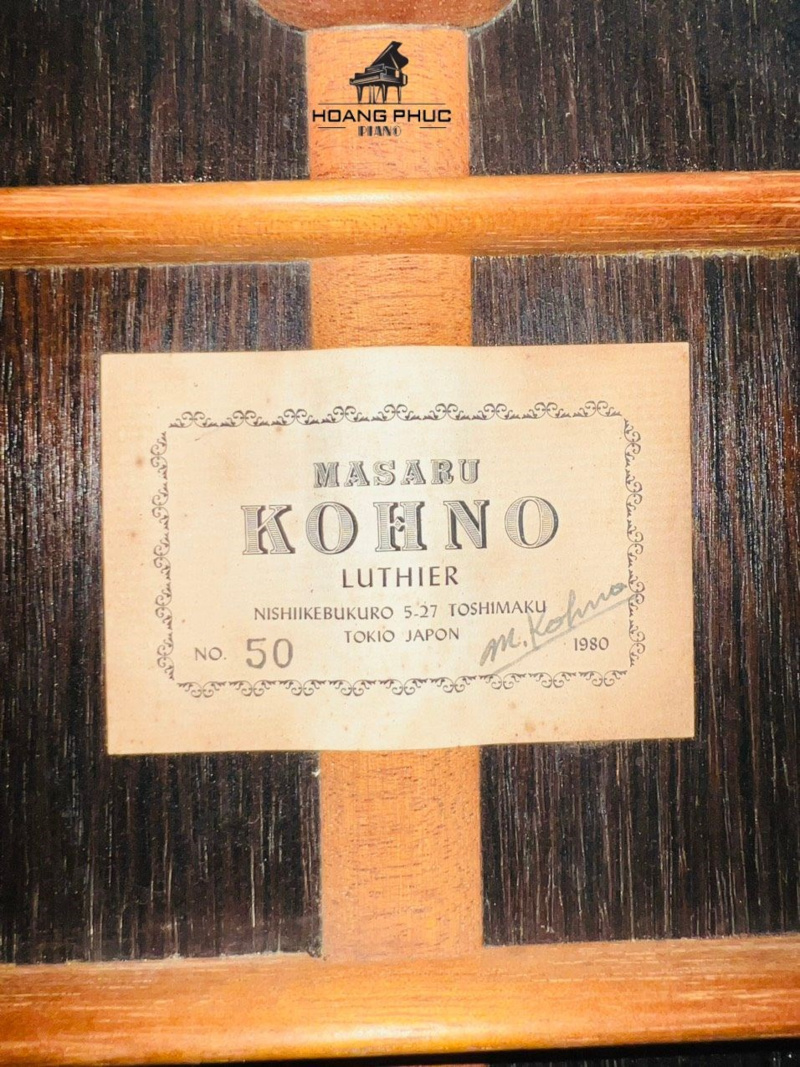 HOANG PHUC
PIANO
MASARU
KOHNO
LUTHIER
NISHIIKEBUKURO 5-27 TOSHIMAKU
TOKIO JAPON
NO. 50
M. Kohno
1980